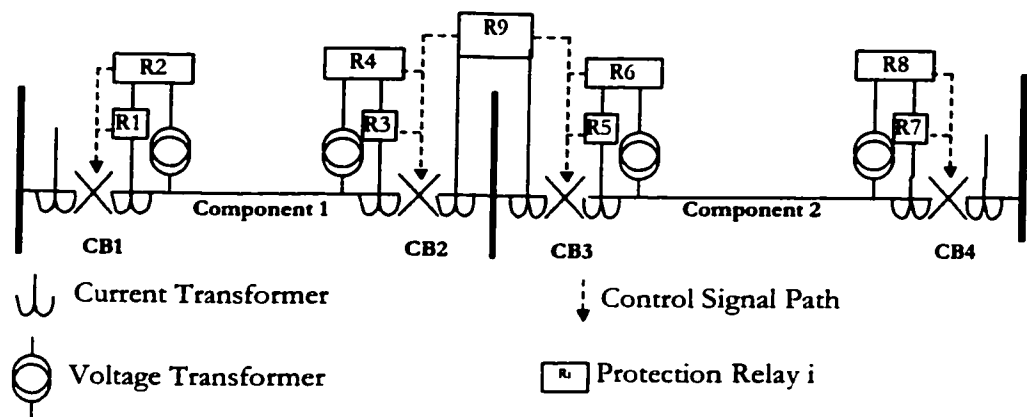 R9
R2
R4
R6
R8
R1
R3
R5
R7
Component 1
Component 2
CB1
CB2
CB3
CB4
Current Transformer
Control Signal Path
Voltage Transformer
Ri Protection Relay i